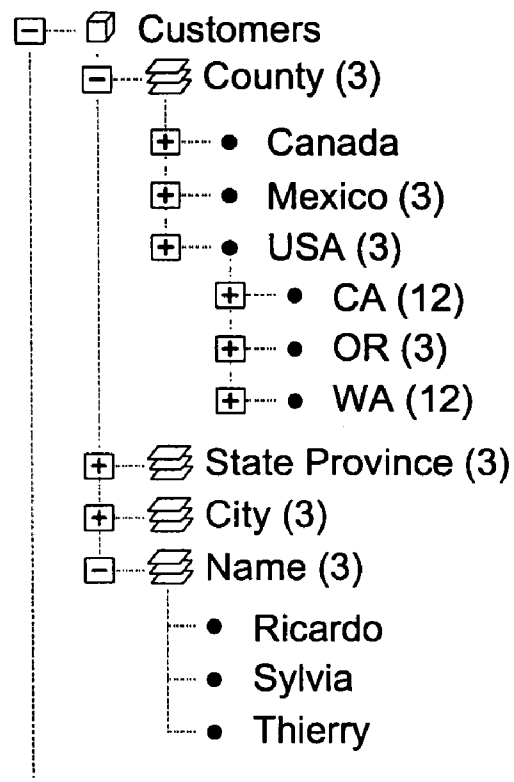 Customers
County (3)
Canada
Mexico (3)
USA (3)
CA (12)
OR (3)
WA (12)
State Province (3)
City (3)
Name (3)
Ricardo
Sylvia
Thierry